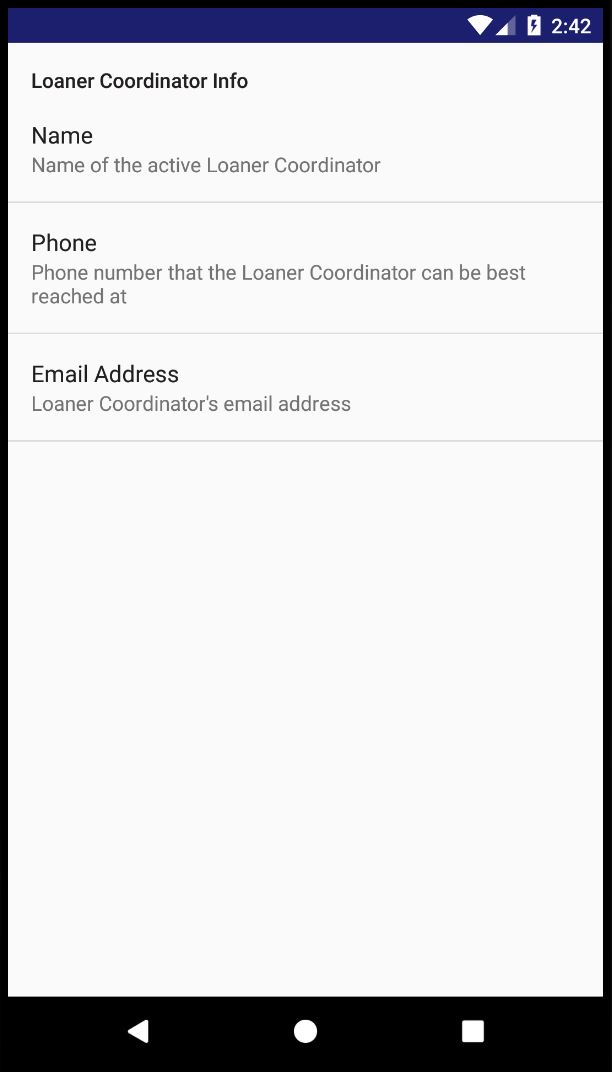 2:42
Loaner Coordinator Info
Name
Name of the active Loaner Coordinator
Phone
Phone number that the Loaner Coordinator can be best
reached at
Email Address
Loaner Coordinator's email address